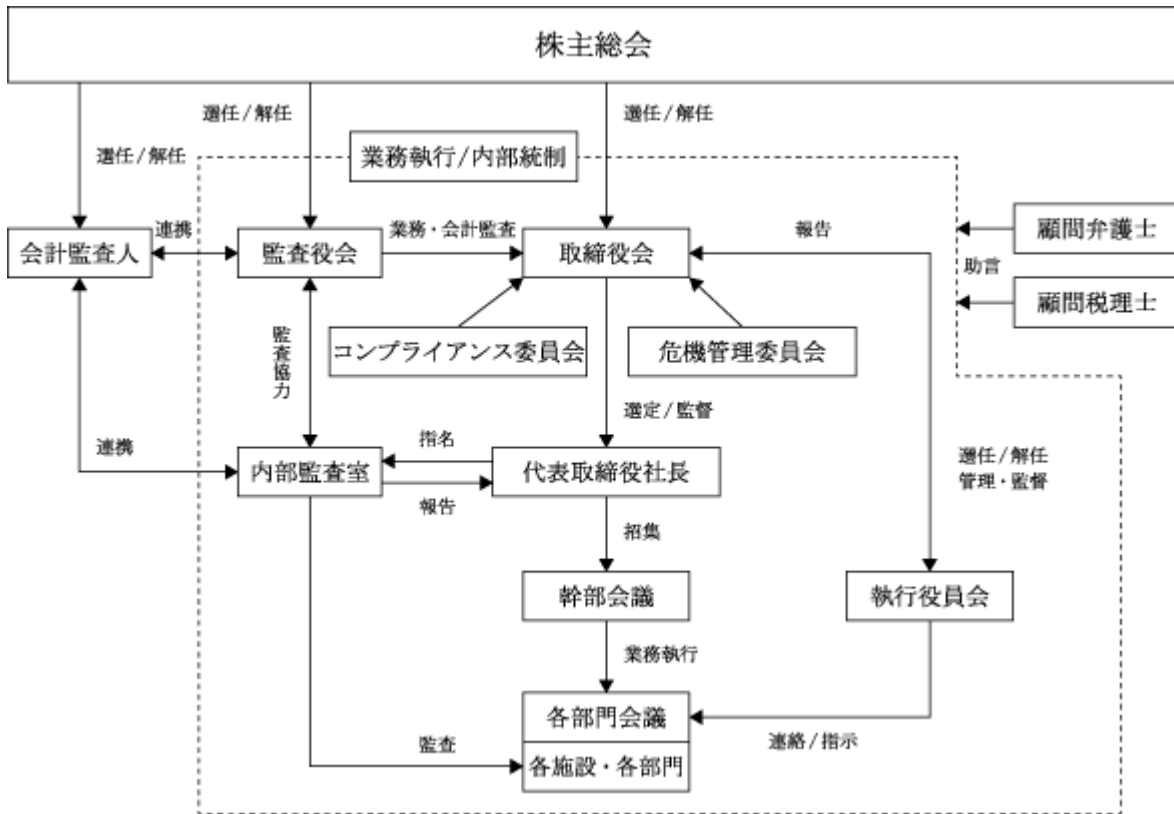 株主総会
選任/解任
選任/解任
選任/解任
業務執行/内部統制
会計監査人
連携
監査役会
業務・会計監査
取締役会
報告
顧問弁護士
助言
顧問税理士
監査協力
コンプライアンス委員会
危機管理委員会
選定/監督
連携
内部監査室
指名
報告
代表取締役社長
選任/解任
管理・監督
招集
幹部会議
執行役員会
業務執行
各部門会議
連絡/指示
監査
各施設・各部門